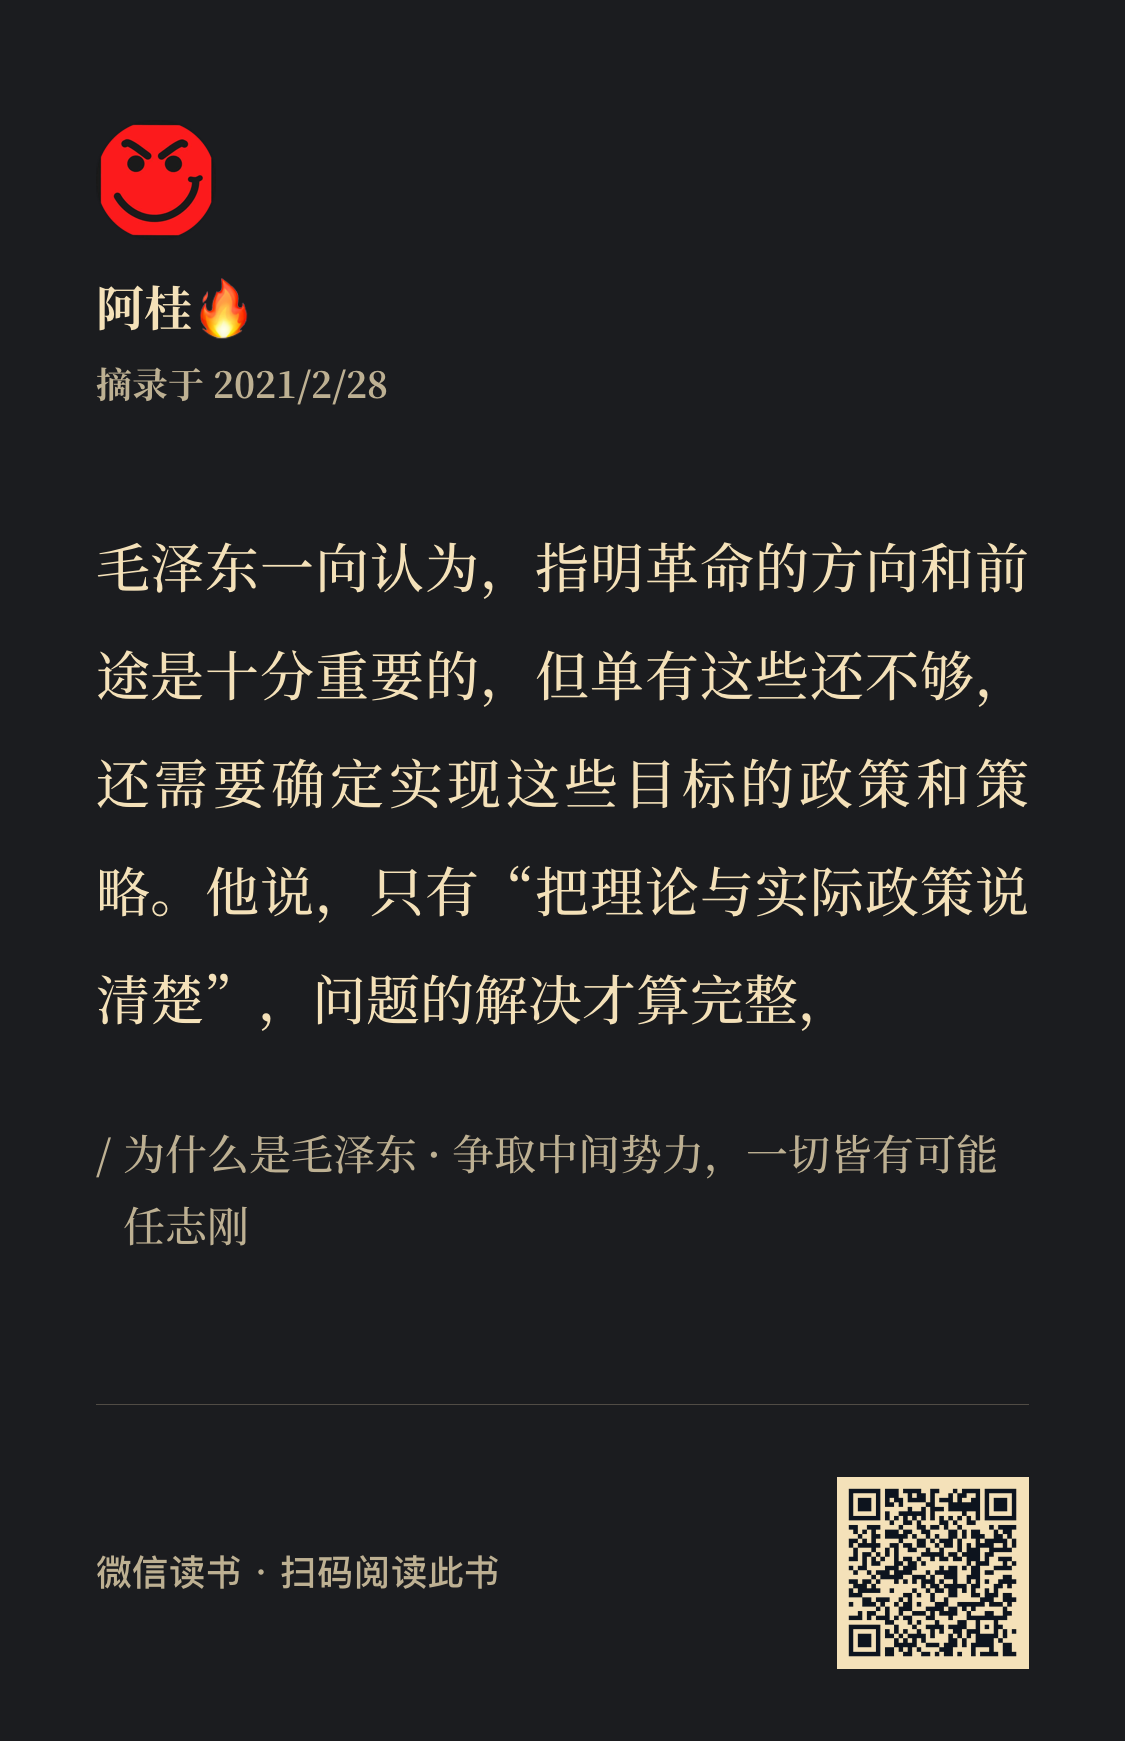 阿桂🔥
摘录于 2021/2/28
毛泽东一向认为，指明革命的方向和前
途是十分重要的，但单有这些还不够，
还需要确定实现这些目标的政策和策
略。他说，只有“把理论与实际政策说
清楚”，问题的解决才算完整，
/ 为什么是毛泽东 · 争取中间势力，一切皆有可能
任志刚
微信读书 · 扫码阅读此书